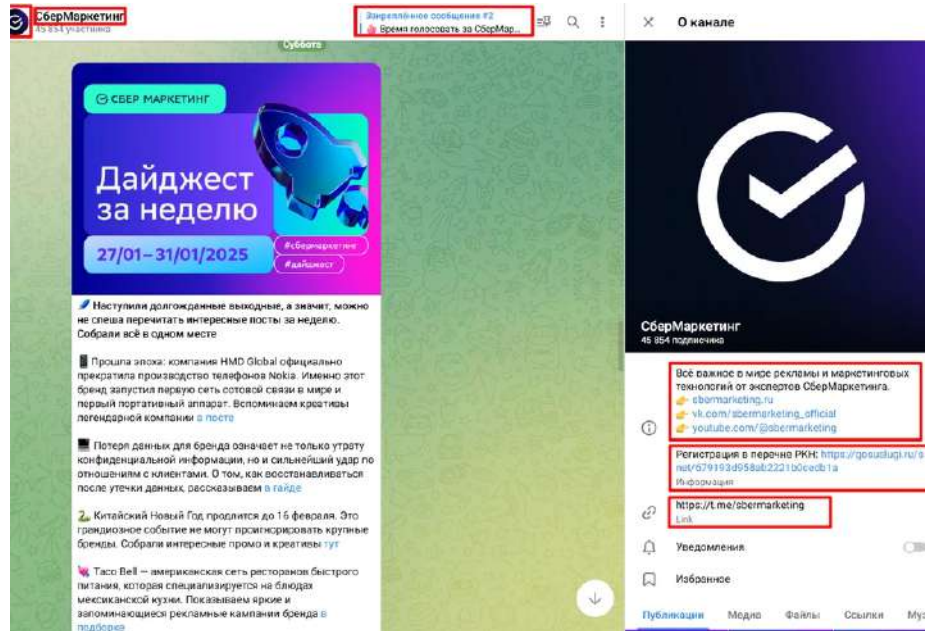 СберМаркетинг
45 854 участника
Закреплённое сообщение #2
Время голосовать за СберМар...
Суббота
СБЕР МАРКЕТИНГ
Дайджест
за неделю
27/01–31/01/2025
#сбермаркетинг
#дайджест
Наступили долгожданные выходные, а значит, можно
не спеша перечитать интересные посты за неделю.
Собрали всё в одном месте
Прошла эпоха: компания HMD Global официально
прекратила производство телефонов Nokia. Именно этот
бренд запустил первую сеть сотовой связи в мире и
первый портативный аппарат. Вспоминаем креативы
легендарной компании в посте
Потеря данных для бренда означает не только утрату
конфиденциальной информации, но и сильнейший удар по
отношениям с клиентами. О том, как восстанавливаться
после утечки данных, рассказываем в гайде
Китайский Новый Год продлится до 16 февраля. Это
грандиозное событие не могут проигнорировать крупные
бренды. Собрали интересные промо и креативы тут
Taco Bell — американская сеть ресторанов быстрого
питания, которая специализируется на блюдах
мексиканской кухни. Показываем яркие и
запоминающиеся рекламные кампании бренда в
подборке
О канале
СберМаркетинг
45 854 подписчика
Всё важное в мире рекламы и маркетинговых
технологий от экспертов СберМаркетинга.
sbermarketing.ru
vk.com/sbermarketing_official
youtube.com/@sbermarketing
Регистрация в перечне РКН: https://gosuslugi.ru/s
net/679193d958ab2221b0cedb1a
Информация
https://t.me/sbermarketing
Link
Уведомления
Избранное
Публикации Медиа Файлы Ссылки Муз